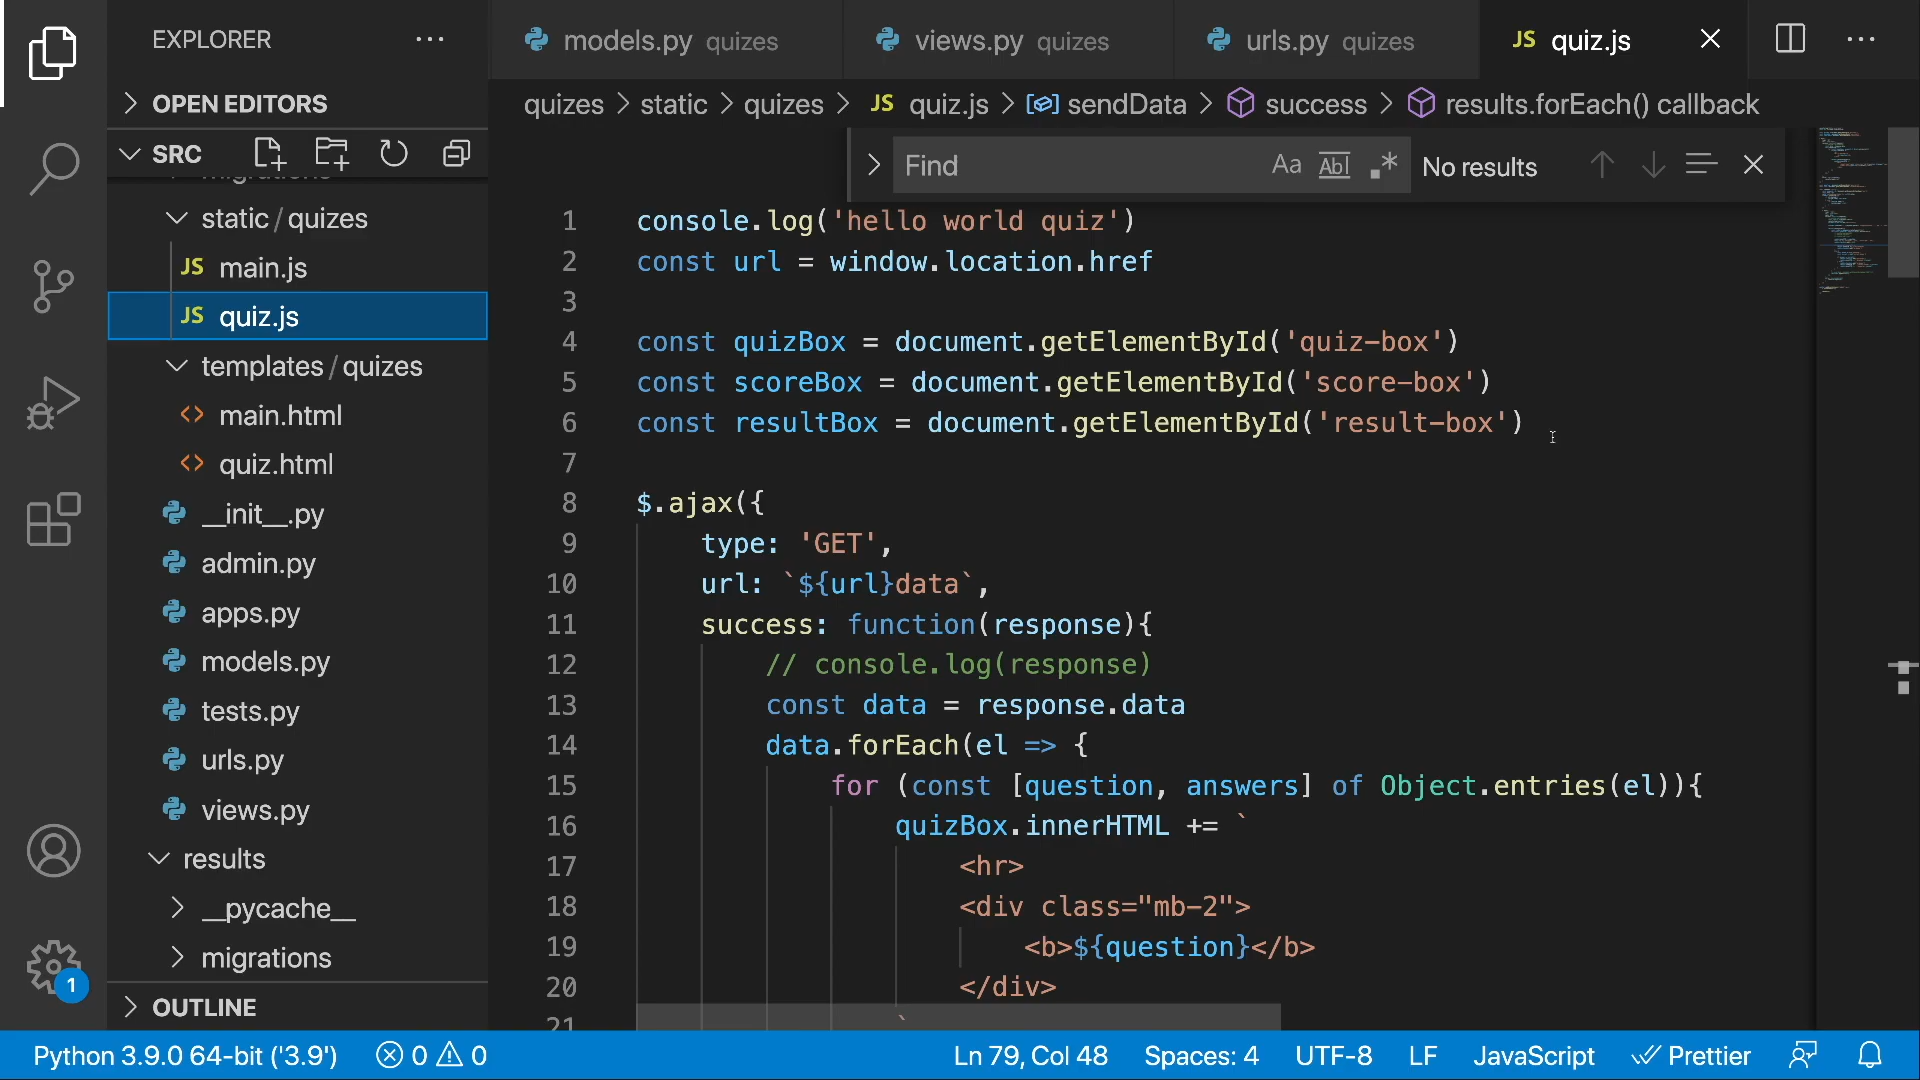 EXPLORER
models.py quizes
views.py quizes
urls.py quizes
JS quiz.js
OPEN EDITORS
quizes > static > quizes > JS quiz.js > sendData > success > results.forEach() callback
SRC
Find
Aa
Abl
No results
migrations
static / quizes
JS main.js
JS quiz.js
templates / quizes
main.html
quiz.html
__init__.py
admin.py
apps.py
models.py
tests.py
urls.py
views.py
results
__pycache__
migrations
OUTLINE
1
1 console.log('hello world quiz')
2 const url = window.location.href
3
4 const quizBox = document.getElementById('quiz-box')
5 const scoreBox = document.getElementById('score-box')
6 const resultBox = document.getElementById('result-box')
7
8 $.ajax({
9 type: 'GET',
10 url: `${url}data`,
11 success: function(response){
12 // console.log(response)
13 const data = response.data
14 data.forEach(el => {
15 for (const [question, answers] of Object.entries(el)){
16 quizBox.innerHTML += `
17 <hr>
18 <div class="mb-2">
19 <b>${question}</b>
20 </div>
21 `
Python 3.9.0 64-bit ('3.9')
0
0
Ln 79, Col 48
Spaces: 4
UTF-8
LF
JavaScript
Prettier